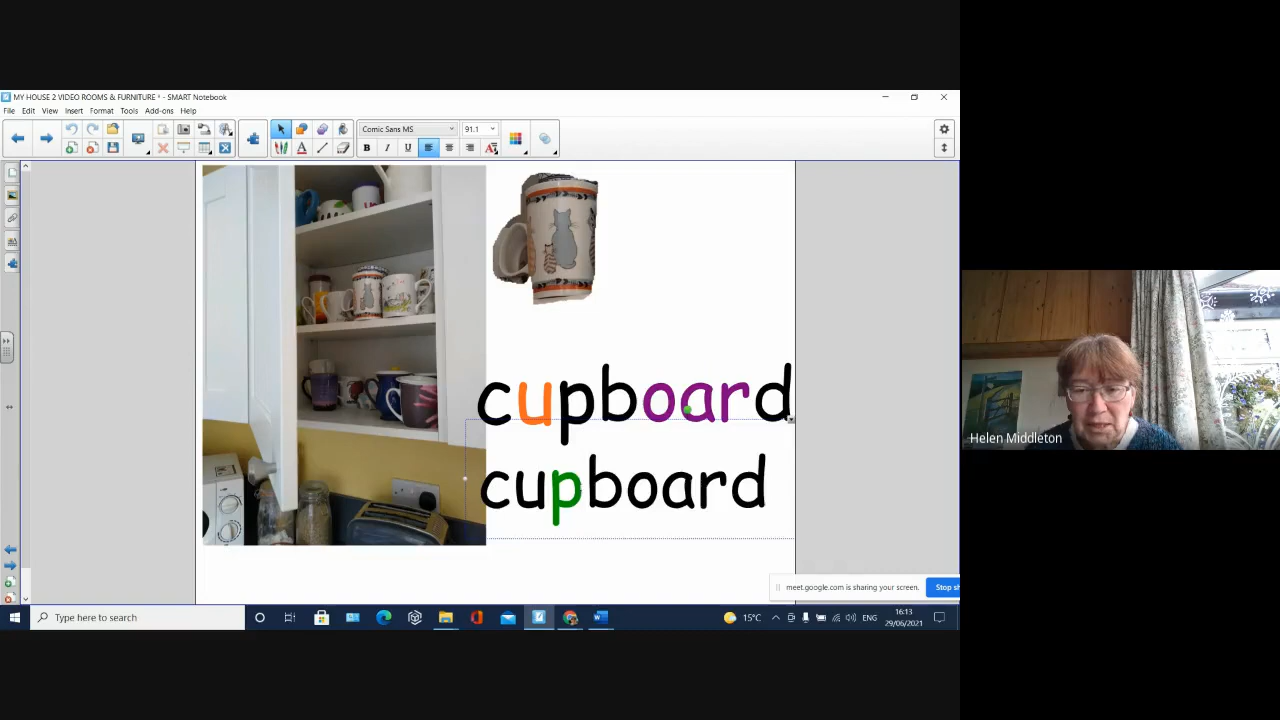 MY HOUSE 2 VIDEO ROOMS & FURNITURE * - SMART Notebook
File Edit View Insert Format Tools Add-ons Help
Comic Sans MS 91.1
B I U A
cupboard
cupboard
Helen Middleton
meet.google.com is sharing your screen. Stop sh
Type here to search
15°C ENG 16:13
29/06/2021